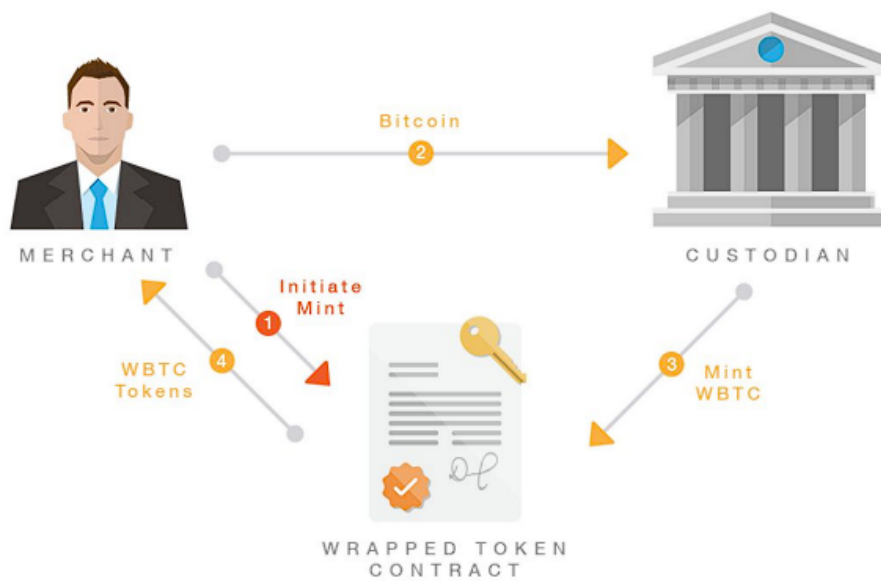 Bitcoin
2
MERCHANT
CUSTODIAN
Initiate
Mint
1
WBTC
Tokens
4
3
Mint
WBTC
WRAPPED TOKEN
CONTRACT